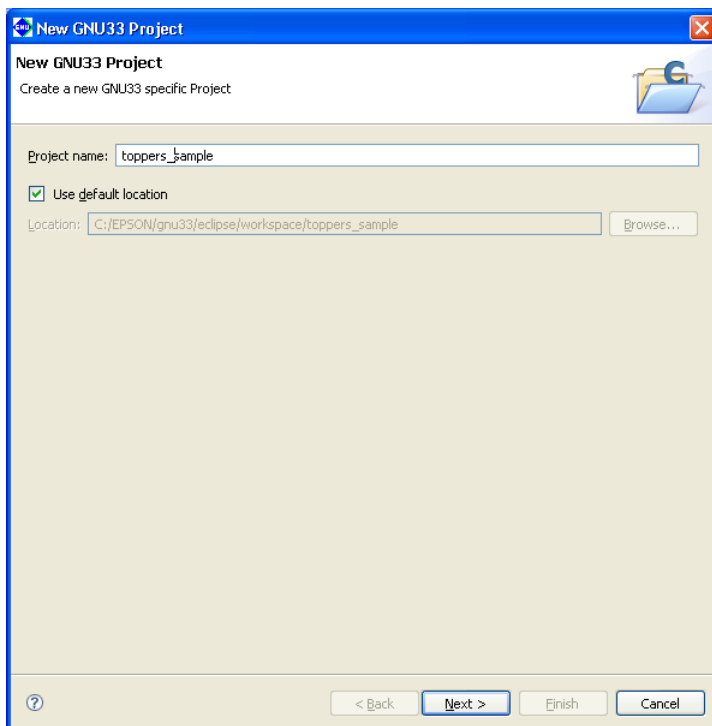 GNU New GNU33 Project
New GNU33 Project
Create a new GNU33 specific Project
C
Project name: toppers_sample
Use default location
Location: C:/EPSON/gnu33/eclipse/workspace/toppers_sample Browse...
? < Back Next > Finish Cancel